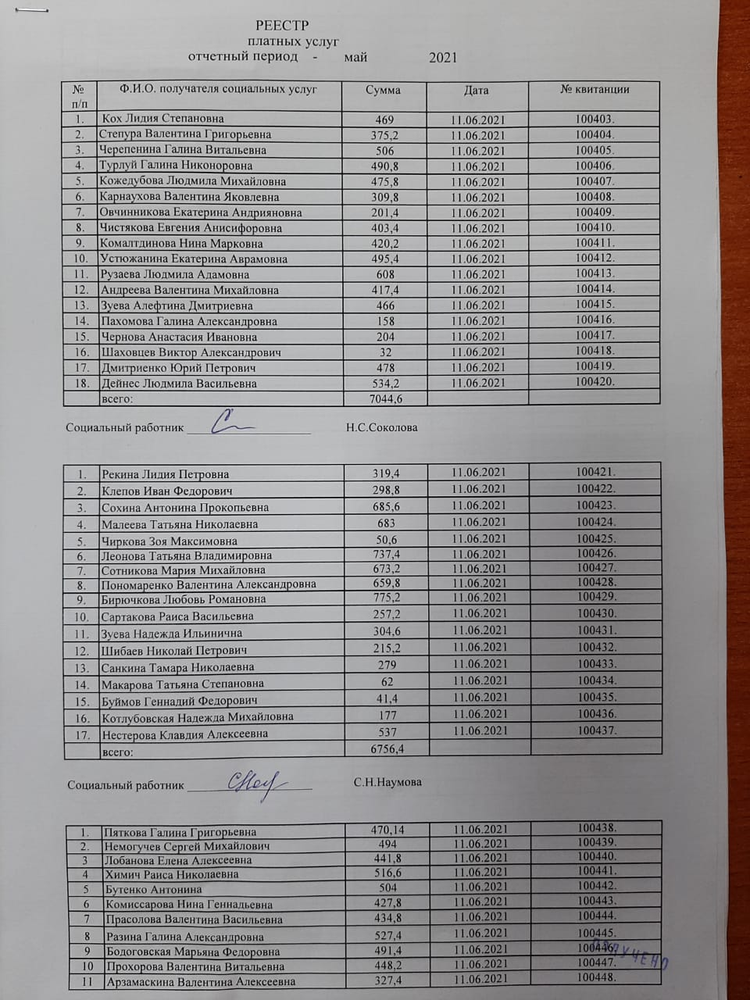 РЕЕСТР
платных услуг
отчетный период - май 2021
№ п/п Ф.И.О. получателя социальных услуг Сумма Дата № квитанции
1. Кох Лидия Степановна 469 11.06.2021 100403.
2. Степура Валентина Григорьевна 375,2 11.06.2021 100404.
3. Черепенина Галина Витальевна 506 11.06.2021 100405.
4. Турлуй Галина Никоноровна 490,8 11.06.2021 100406.
5. Кожедубова Людмила Михайловна 475,8 11.06.2021 100407.
6. Карнаухова Валентина Яковлевна 309,8 11.06.2021 100408.
7. Овчинникова Екатерина Андрияновна 201,4 11.06.2021 100409.
8. Чистякова Евгения Анисифоровна 403,4 11.06.2021 100410.
9. Комалтдинова Нина Марковна 420,2 11.06.2021 100411.
10. Устюжанина Екатерина Аврамовна 495,4 11.06.2021 100412.
11. Рузаева Людмила Адамовна 608 11.06.2021 100413.
12. Андреева Валентина Михайловна 417,4 11.06.2021 100414.
13. Зуева Алефтина Дмитриевна 466 11.06.2021 100415.
14. Пахомова Галина Александровна 158 11.06.2021 100416.
15. Чернова Анастасия Ивановна 204 11.06.2021 100417.
16. Шаховцев Виктор Александрович 32 11.06.2021 100418.
17. Дмитриенко Юрий Петрович 478 11.06.2021 100419.
18. Дейнес Людмила Васильевна 534,2 11.06.2021 100420.
всего: 7044,6
Социальный работник Н.С.Соколова
1. Рекина Лидия Петровна 319,4 11.06.2021 100421.
2. Клепов Иван Федорович 298,8 11.06.2021 100422.
3. Сохина Антонина Прокопьевна 685,6 11.06.2021 100423.
4. Малеева Татьяна Николаевна 683 11.06.2021 100424.
5. Чиркова Зоя Максимовна 50,6 11.06.2021 100425.
6. Леонова Татьяна Владимировна 737,4 11.06.2021 100426.
7. Сотникова Мария Михайловна 673,2 11.06.2021 100427.
8. Пономаренко Валентина Александровна 659,8 11.06.2021 100428.
9. Бирючкова Любовь Романовна 775,2 11.06.2021 100429.
10. Сартакова Раиса Васильевна 257,2 11.06.2021 100430.
11. Зуева Надежда Ильинична 304,6 11.06.2021 100431.
12. Шибаев Николай Петрович 215,2 11.06.2021 100432.
13. Санкина Тамара Николаевна 279 11.06.2021 100433.
14. Макарова Татьяна Степановна 62 11.06.2021 100434.
15. Буймов Геннадий Федорович 41,4 11.06.2021 100435.
16. Котлубовская Надежда Михайловна 177 11.06.2021 100436.
17. Нестерова Клавдия Алексеевна 537 11.06.2021 100437.
всего: 6756,4
Социальный работник С.Н.Наумова
1. Пяткова Галина Григорьевна 470,14 11.06.2021 100438.
2. Немогучев Сергей Михайлович 494 11.06.2021 100439.
3 Лобанова Елена Алексеевна 441,8 11.06.2021 100440.
4 Химич Раиса Николаевна 516,6 11.06.2021 100441.
5 Бутенко Антонина 504 11.06.2021 100442.
6 Комиссарова Нина Геннадьевна 427,8 11.06.2021 100443.
7 Прасолова Валентина Васильевна 434,8 11.06.2021 100444.
8 Разина Галина Александровна 527,4 11.06.2021 100445.
9 Бодоговская Марьяна Федоровна 491,4 11.06.2021 100446.
10 Прохорова Валентина Витальевна 448,2 11.06.2021 100447.
11 Арзамаскина Валентина Алексеевна 327,4 11.06.2021 100448.
ПОЛУЧЕНО